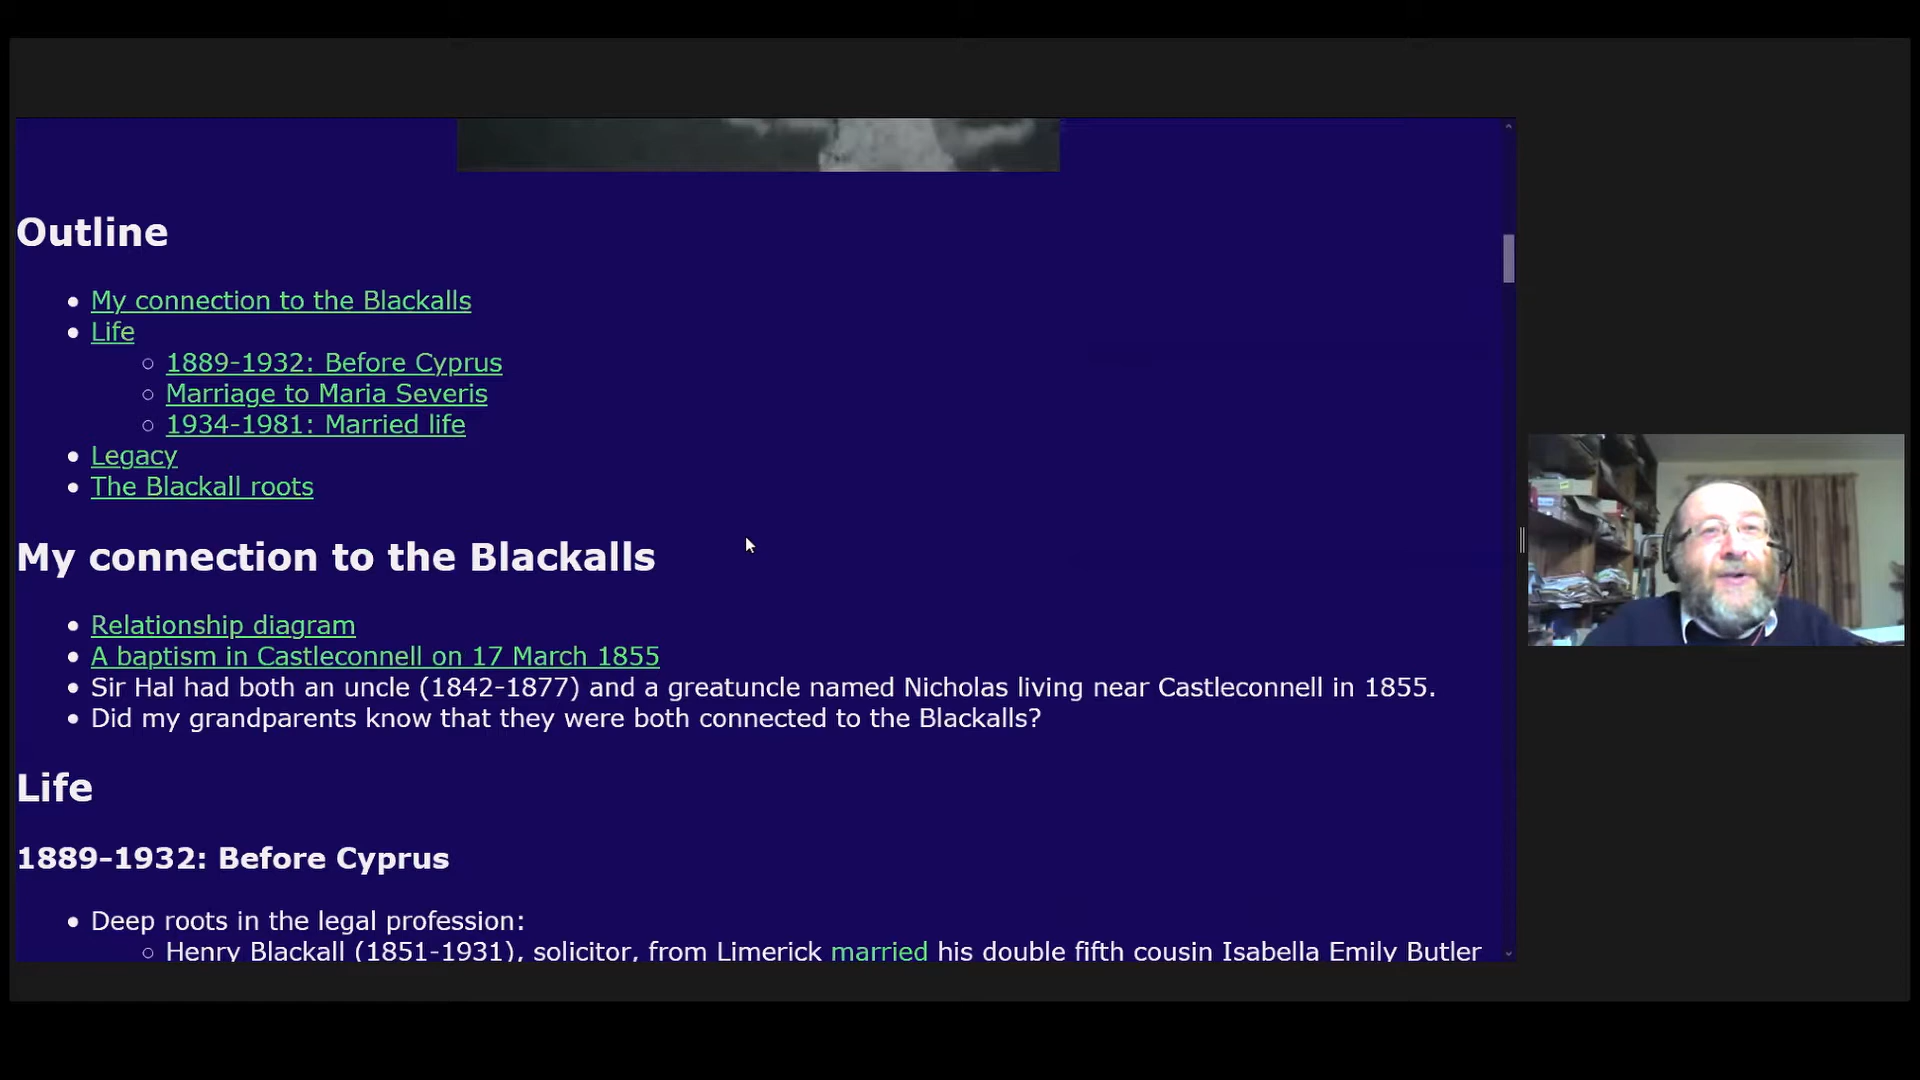 Outline
My connection to the Blackalls
Life
1889-1932: Before Cyprus
Marriage to Maria Severis
1934-1981: Married life
Legacy
The Blackall roots
My connection to the Blackalls
Relationship diagram
A baptism in Castleconnell on 17 March 1855
Sir Hal had both an uncle (1842-1877) and a greatuncle named Nicholas living near Castleconnell in 1855.
Did my grandparents know that they were both connected to the Blackalls?
Life
1889-1932: Before Cyprus
Deep roots in the legal profession:
Henry Blackall (1851-1931), solicitor, from Limerick married his double fifth cousin Isabella Emily Butler